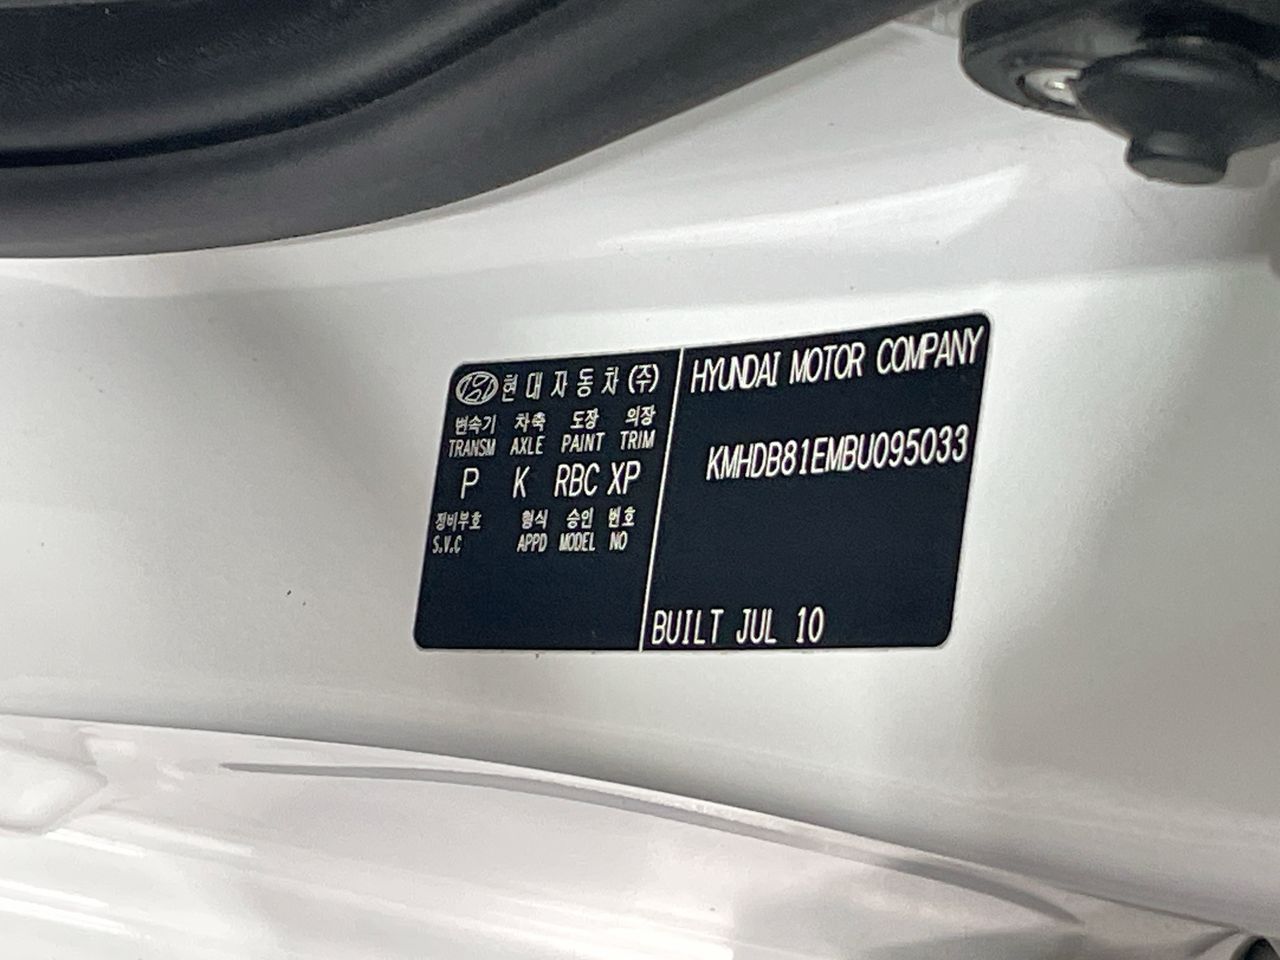 현대자동차(주)
변속기 차축 도장 의장
TRANSM AXLE PAINT TRIM
P K RBC XP
정비부호 형식 승인 번호
S.V.C APPD MODEL NO
HYUNDAI MOTOR COMPANY
KMHDB81EMBU095033
BUILT JUL 10